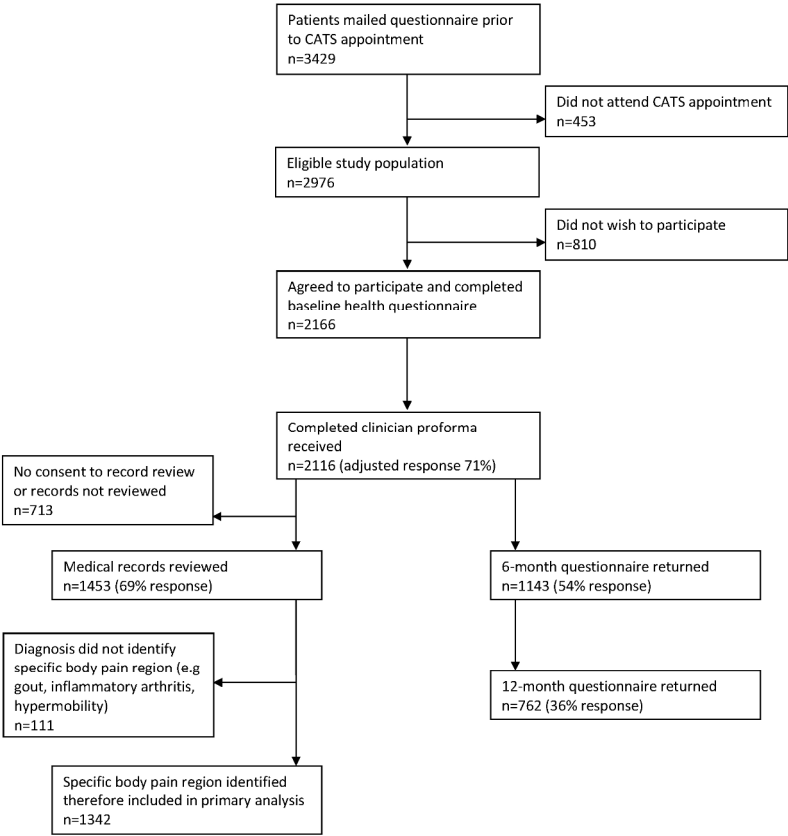 Patients mailed questionnaire prior
to CATS appointment
n=3429
Did not attend CATS appointment
n=453
Eligible study population
n=2976
Did not wish to participate
n=810
Agreed to participate and completed
baseline health questionnaire
n=2166
Completed clinician proforma
received
n=2116 (adjusted response 71%)
No consent to record review
or records not reviewed
n=713
Medical records reviewed
n=1453 (69% response)
6-month questionnaire returned
n=1143 (54% response)
Diagnosis did not identify
specific body pain region (e.g
gout, inflammatory arthritis,
hypermobility)
n=111
12-month questionnaire returned
n=762 (36% response)
Specific body pain region identified
therefore included in primary analysis
n=1342